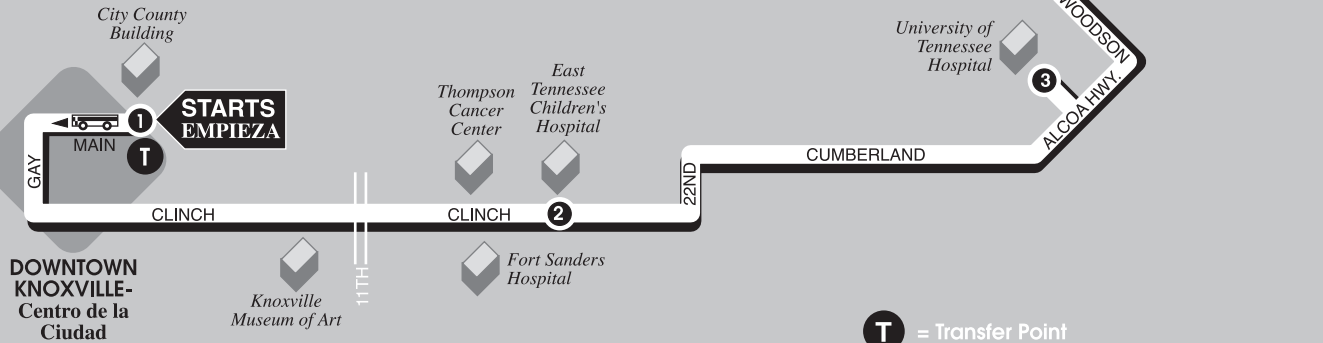 City County
Building
STARTS
EMPIEZA
1
MAIN
T
GAY
CLINCH
DOWNTOWN
KNOXVILLE-
Centro de la
Ciudad
Knoxville
Museum of Art
11TH
Thompson
Cancer
Center
East
Tennessee
Children's
Hospital
CLINCH
2
Fort Sanders
Hospital
22ND
CUMBERLAND
University of
Tennessee
Hospital
3
ALCOA HWY.
WOODSON
T = Transfer Point